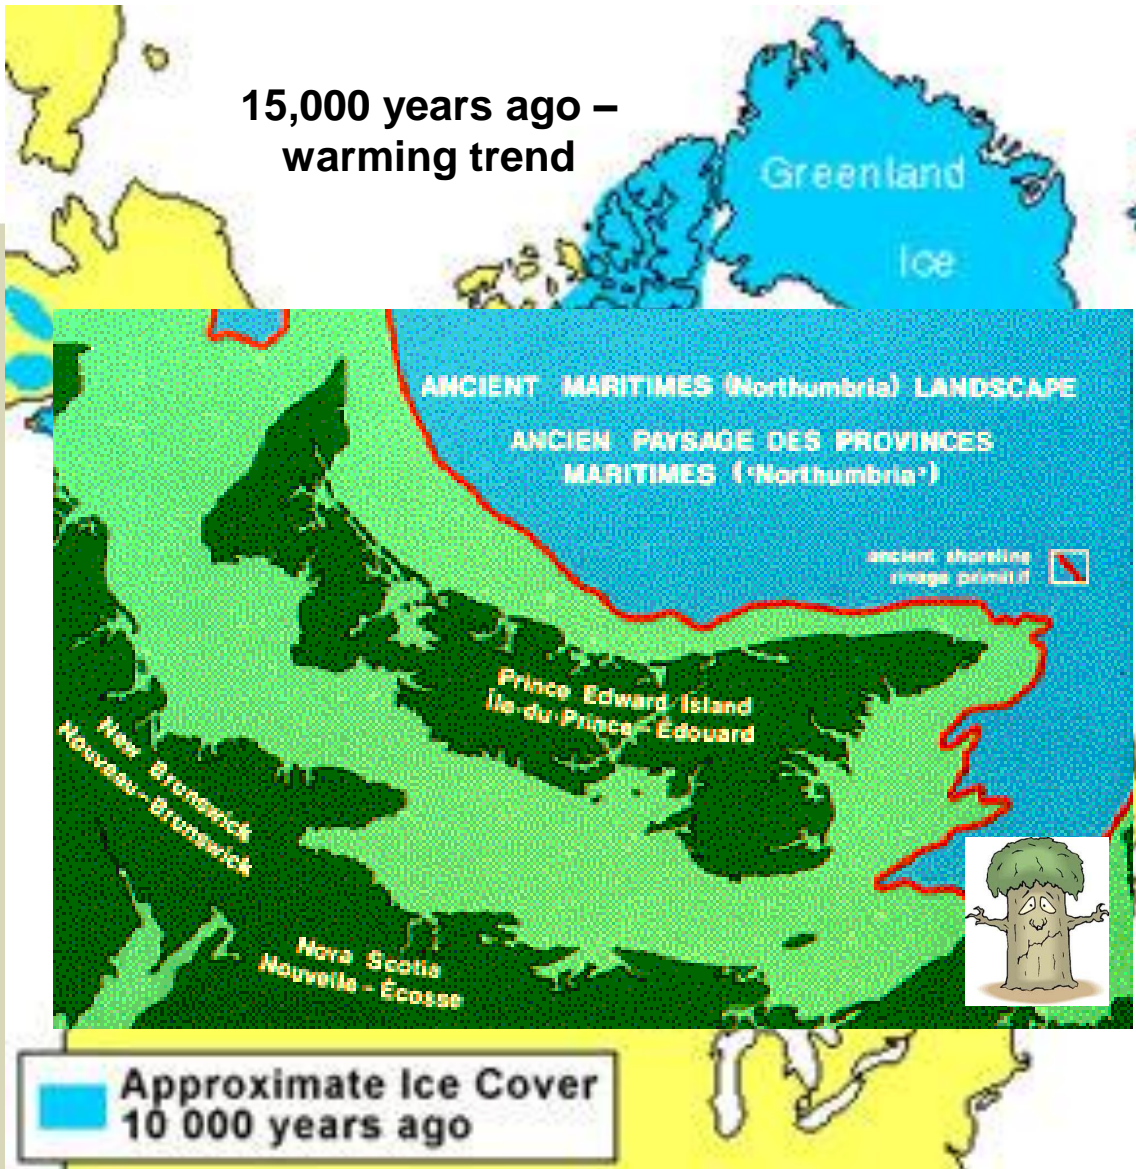 15,000 years ago –
warming trend
Greenland
Ice
ANCIENT MARITIMES (Northumbria) LANDSCAPE
ANCIEN PAYSAGE DES PROVINCES
MARITIMES ('Northumbria')
ancient shoreline
rivage primitif
Prince Edward Island
Île-du-Prince-Édouard
New Brunswick
Nouveau-Brunswick
Nova Scotia
Nouvelle-Écosse
Approximate Ice Cover
10 000 years ago